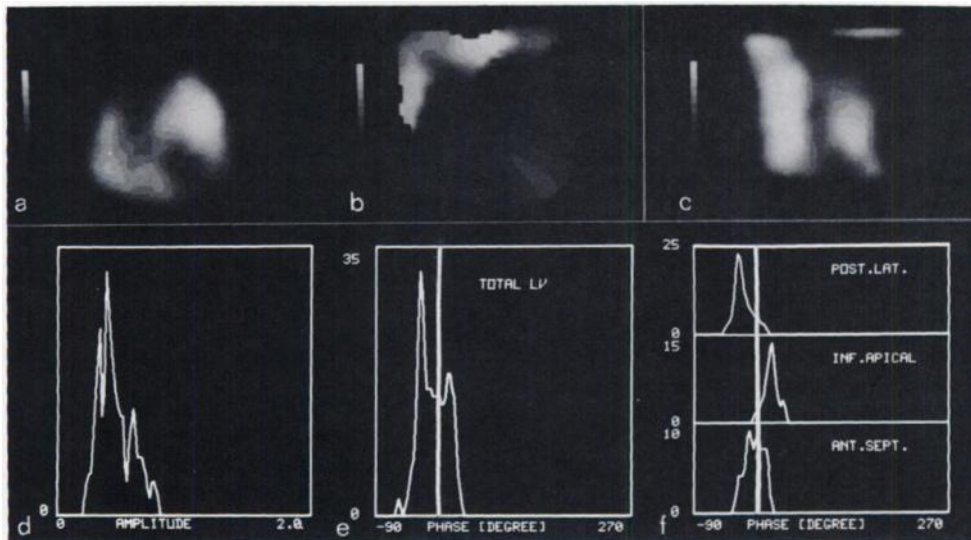 a
b
c
d
0
AMPLITUDE
2.0
0
e
35
TOTAL LV
-90
PHASE [DEGREE]
270
f
25
POST.LAT.
0
15
INF.APICAL
0
10
ANT.SEPT.
0
-90
PHASE [DEGREE]
270